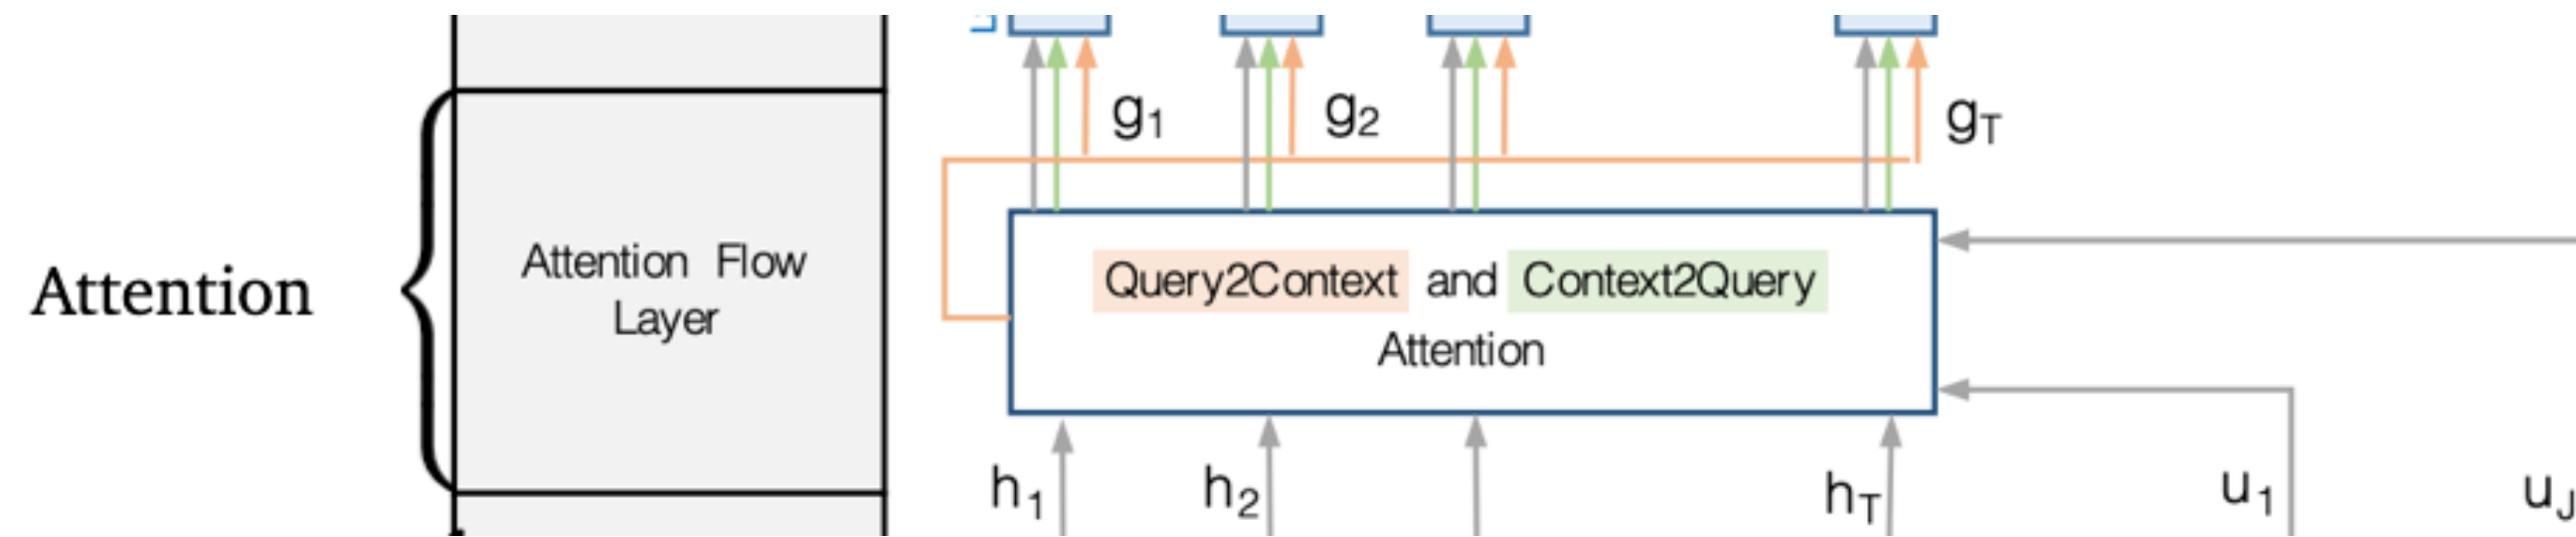 g1
g2
gT
Attention
Attention Flow
Layer
Query2Context and Context2Query
Attention
h1
h2
hT
u1
uJ